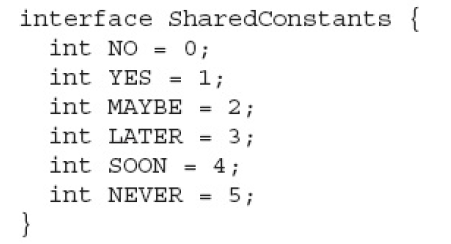 interface SharedConstants {
int NO = 0;
int YES = 1;
int MAYBE = 2;
int LATER = 3;
int SOON = 4;
int NEVER = 5;
}